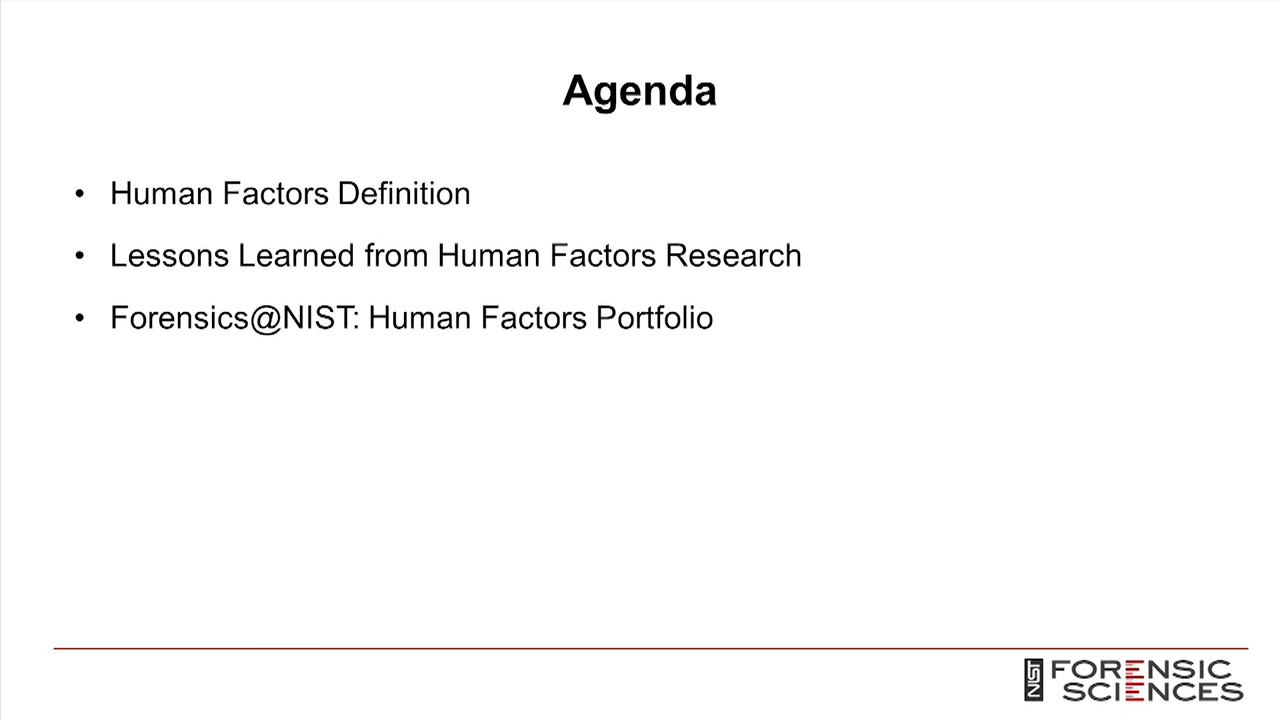 Agenda
• Human Factors Definition
• Lessons Learned from Human Factors Research
• Forensics@NIST: Human Factors Portfolio
NIST
FORENSIC
SCIENCES